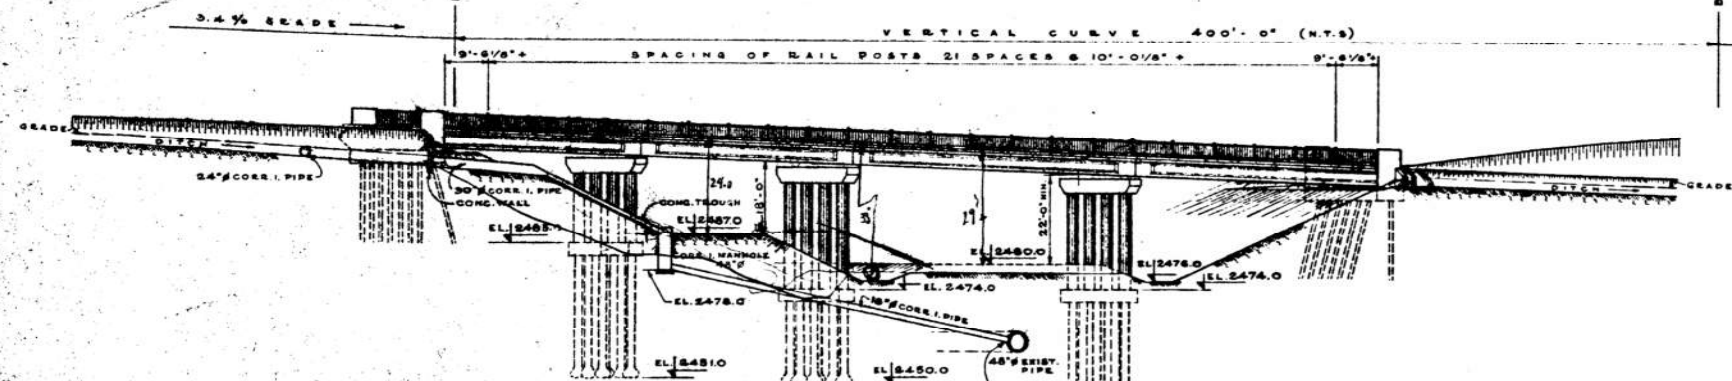 3.4 % GRADE
VERTICAL CURVE 400'-0" (N.T.S)
9'-6 1/8" ±
SPACING OF RAIL POSTS 21 SPACES @ 10'-0 1/8" ±
9'-6 1/8" ±
GRADE
DITCH
24" Ø CORR. I. PIPE
30" Ø CORR. I. PIPE
CONC. WALL
CONC. TROUGH
24.0
18'-0"
29'
22'-0" MIN.
DITCH
GRADE
EL. 2487.0
EL. 2480.0
CORR. I. MANHOLE
48" Ø
EL. 2476.0
EL. 2474.0
EL. 2474.0
EL. 2478.0
18" Ø CORR. I. PIPE
48" Ø EXIST.
PIPE
EL. 2450.0